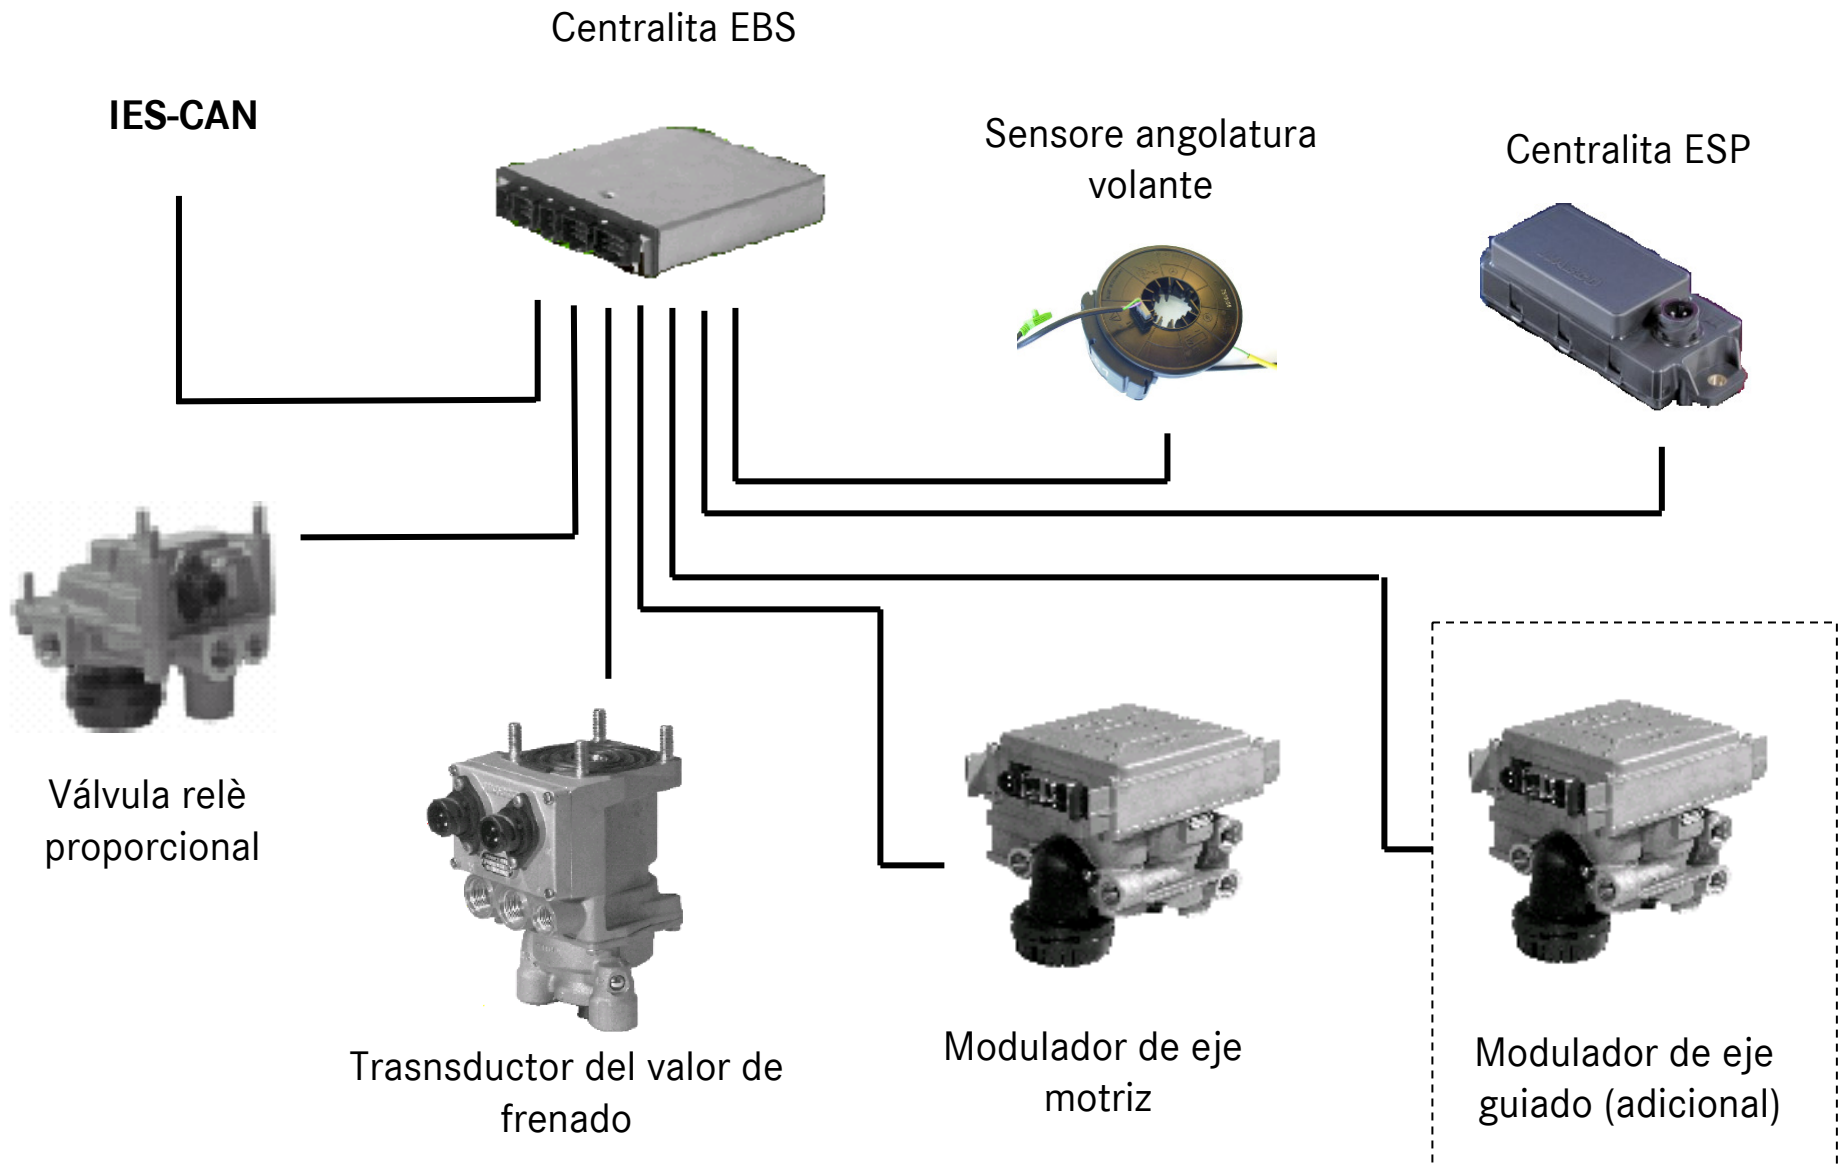 Centralita EBS
IES-CAN
Sensore angolatura
volante
Centralita ESP
Válvula relè
proporcional
Trasnsductor del valor de
frenado
Modulador de eje
motriz
Modulador de eje
guiado (adicional)